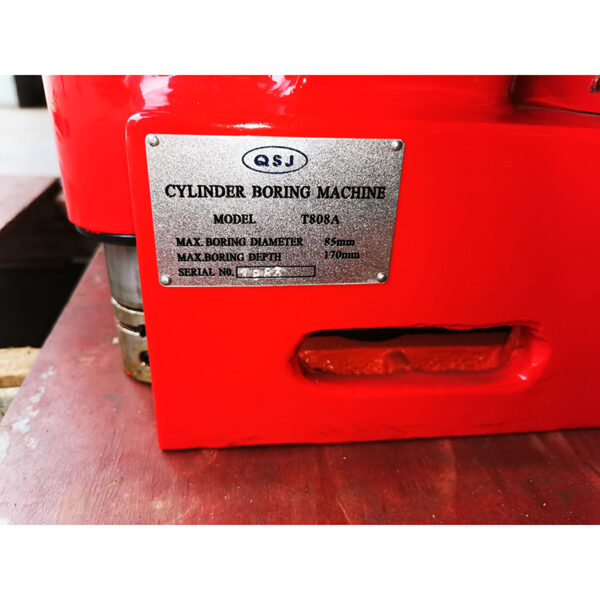 QSJ
CYLINDER BORING MACHINE
MODEL T808A
MAX. BORING DIAMETER 85mm
MAX.BORING DEPTH 170mm
SERIAL NO.